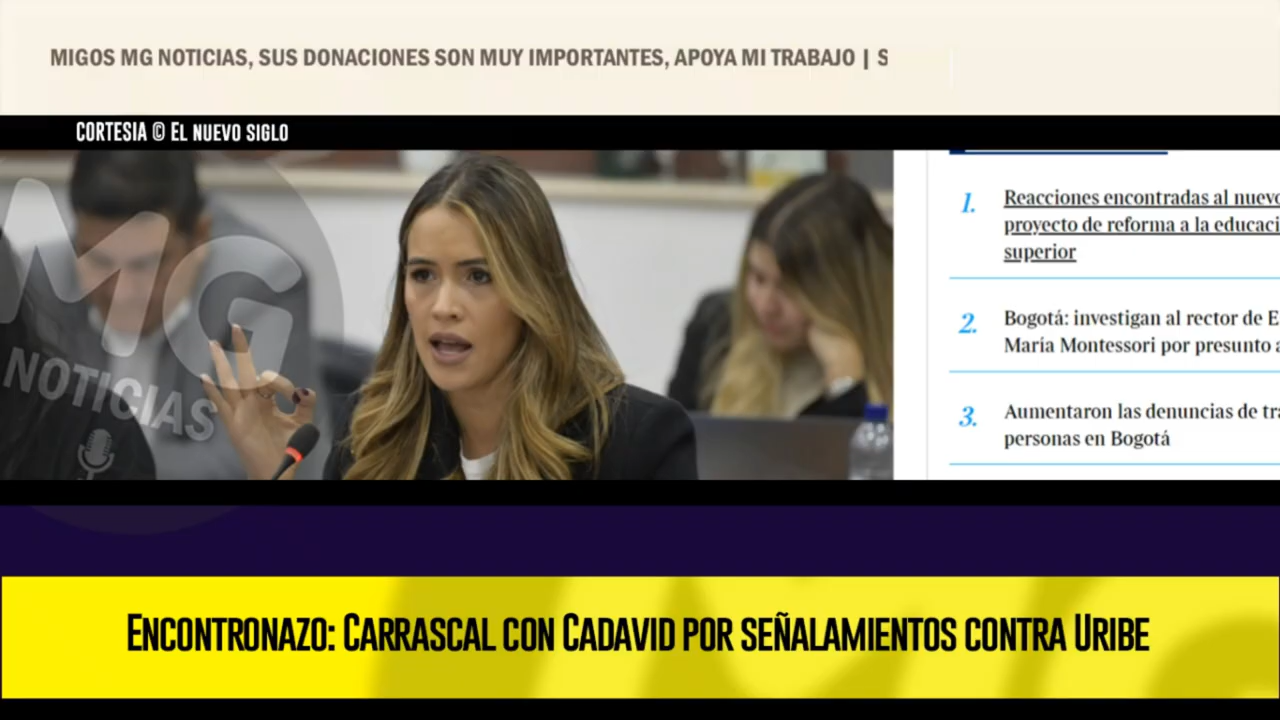 MIGOS MG NOTICIAS, SUS DONACIONES SON MUY IMPORTANTES, APOYA MI TRABAJO | S
CORTESIA © EL NUEVO SIGLO
MG
NOTICIAS
1. Reacciones encontradas al nuevo
proyecto de reforma a la educaci
superior
2. Bogotá: investigan al rector de E
María Montessori por presunto a
3. Aumentaron las denuncias de tra
personas en Bogotá
ENCONTRONAZO: CARRASCAL CON CADAVID POR SEÑALAMIENTOS CONTRA URIBE